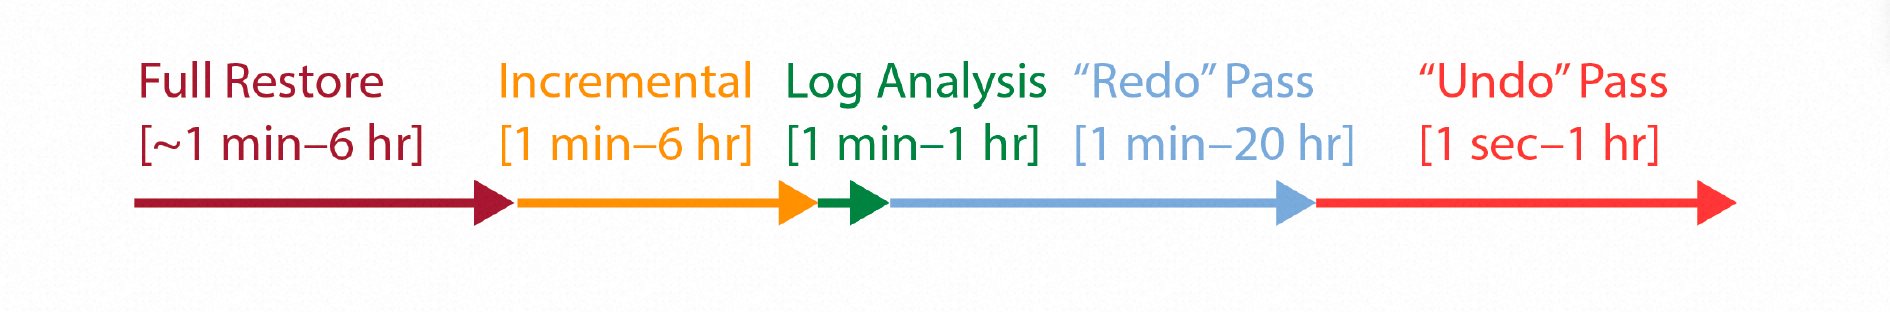 Full Restore
[~1 min–6 hr]
Incremental
[1 min–6 hr]
Log Analysis
[1 min–1 hr]
“Redo” Pass
[1 min–20 hr]
“Undo” Pass
[1 sec–1 hr]